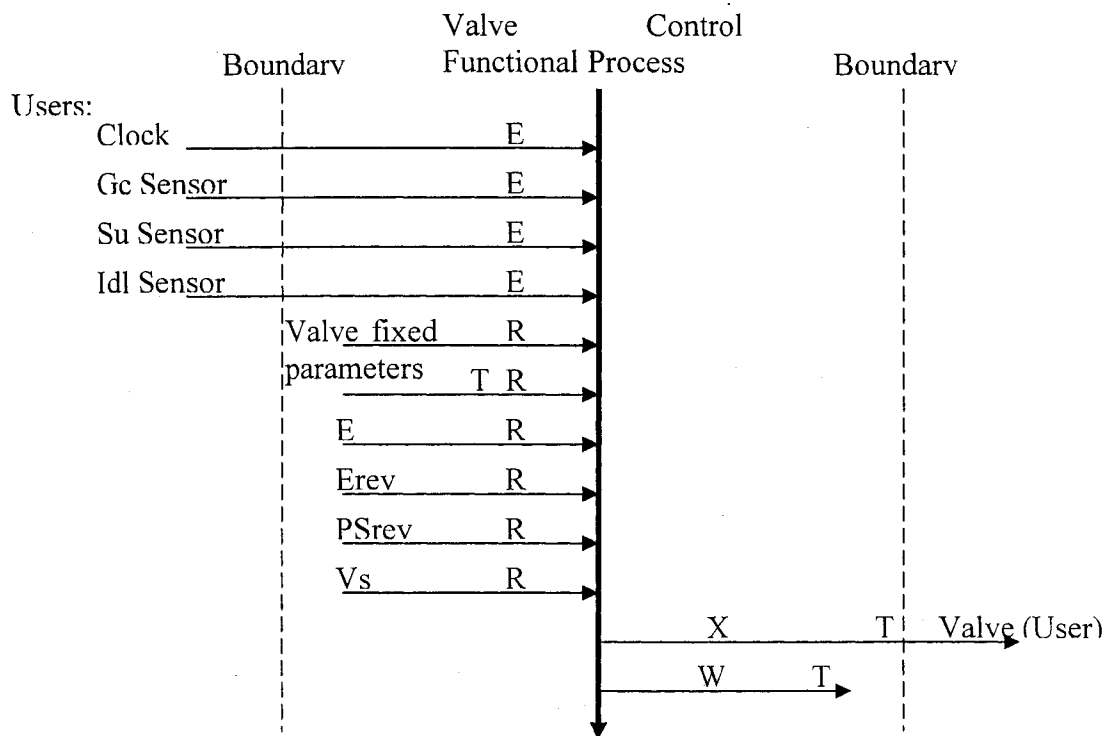 Valve Control
Boundary Functional Process Boundary
Users:
Clock E
Gc Sensor E
Su Sensor E
Idl Sensor E
Valve fixed R
parameters
T R
E R
Erev R
PSrev R
Vs R
X T Valve (User)
W T